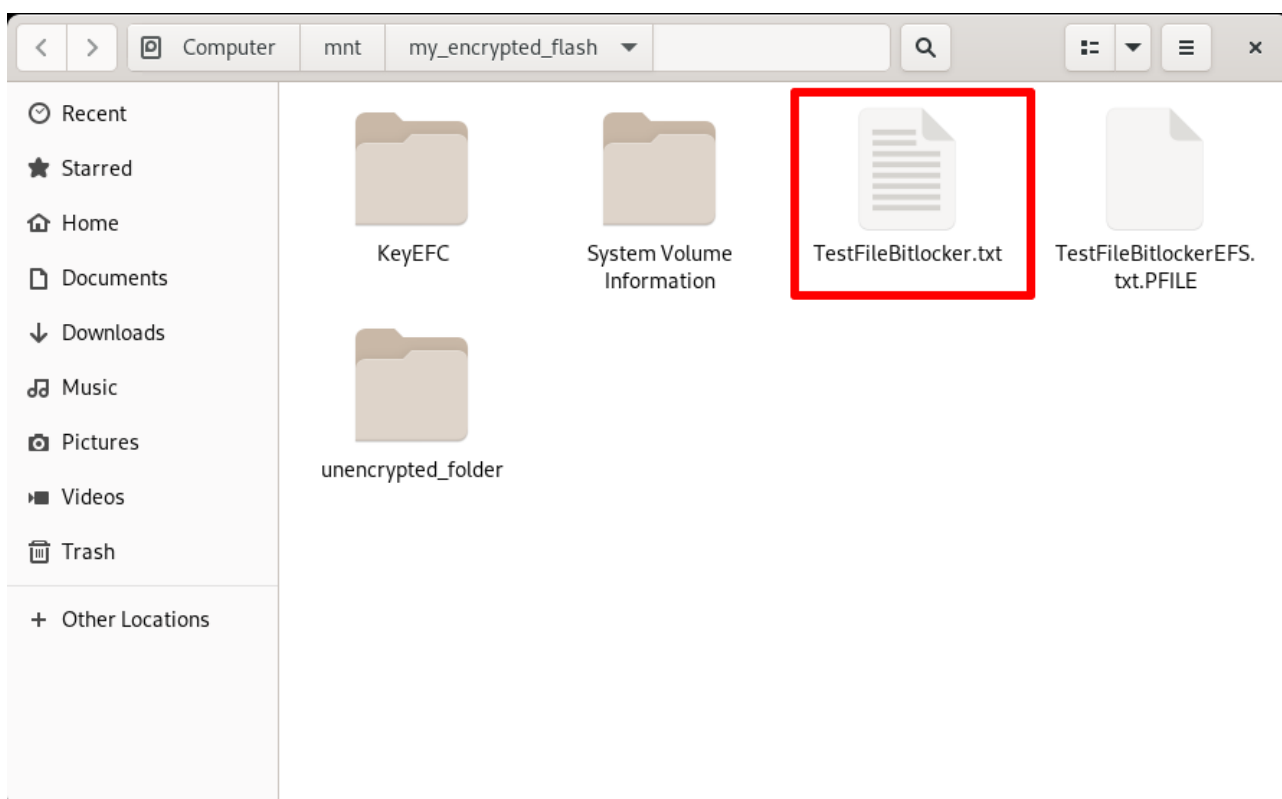 Computer mnt my_encrypted_flash
Recent
Starred
Home
Documents
Downloads
Music
Pictures
Videos
Trash
Other Locations
KeyEFC
System Volume
Information
TestFileBitlocker.txt
TestFileBitlockerEFS.
txt.PFILE
unencrypted_folder